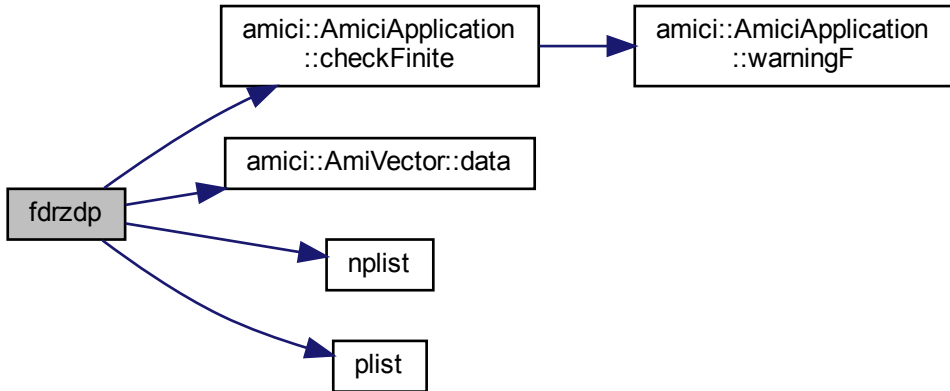 amici::AmiciApplication
::checkFinite
amici::AmiciApplication
::warningF
amici::AmiVector::data
fdrzdp
nplist
plist